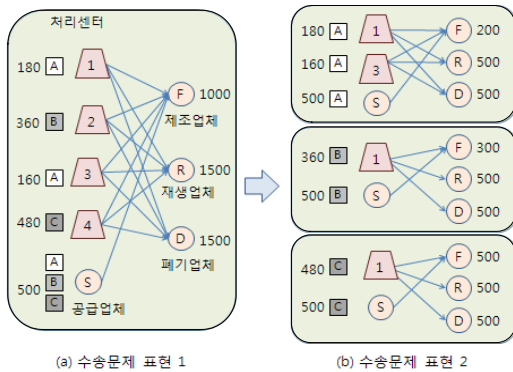 처리센터
180 A 1
360 B 2
160 A 3
480 C 4
A
500 B S
C
공급업체
F 1000
제조업체
R 1500
재생업체
D 1500
폐기업체
(a) 수송문제 표현 1
180 A 1 F 200
160 A 3 R 500
500 A S D 500
360 B 1 F 300
R 500
500 B S D 500
480 C 1 F 500
R 500
500 C S D 500
(b) 수송문제 표현 2